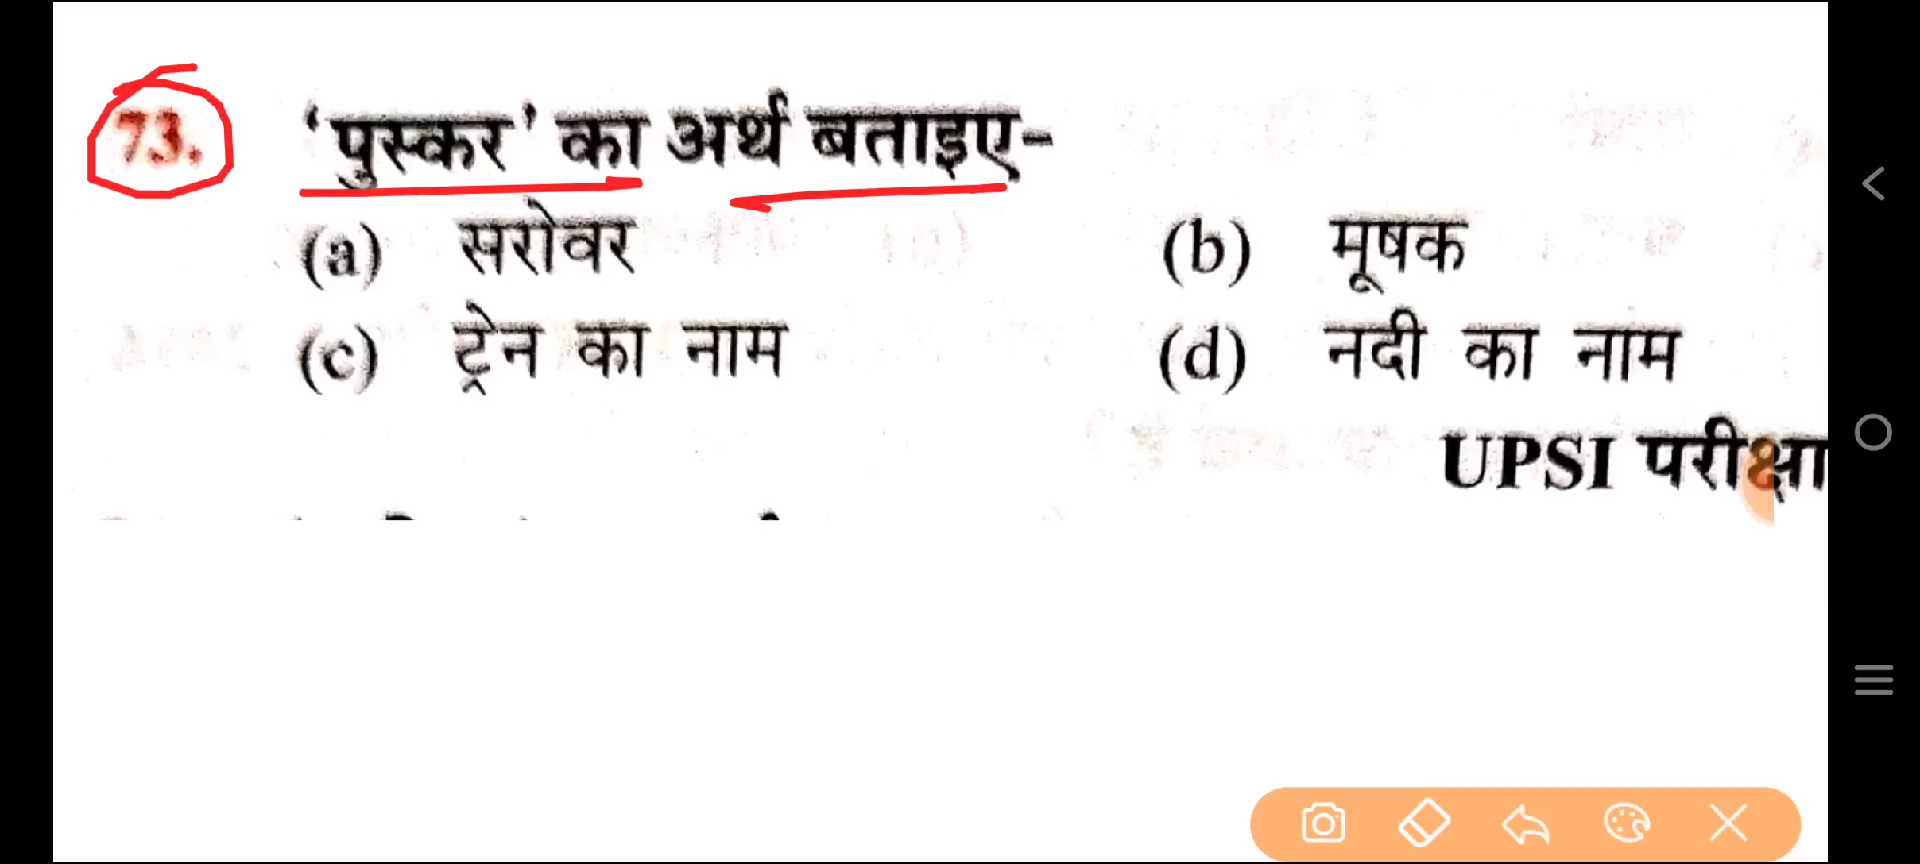 73. 'पुस्कर' का अर्थ बताइए-
(a) सरोवर (b) मूषक
(c) ट्रेन का नाम (d) नदी का नाम
UPSI परीक्षा